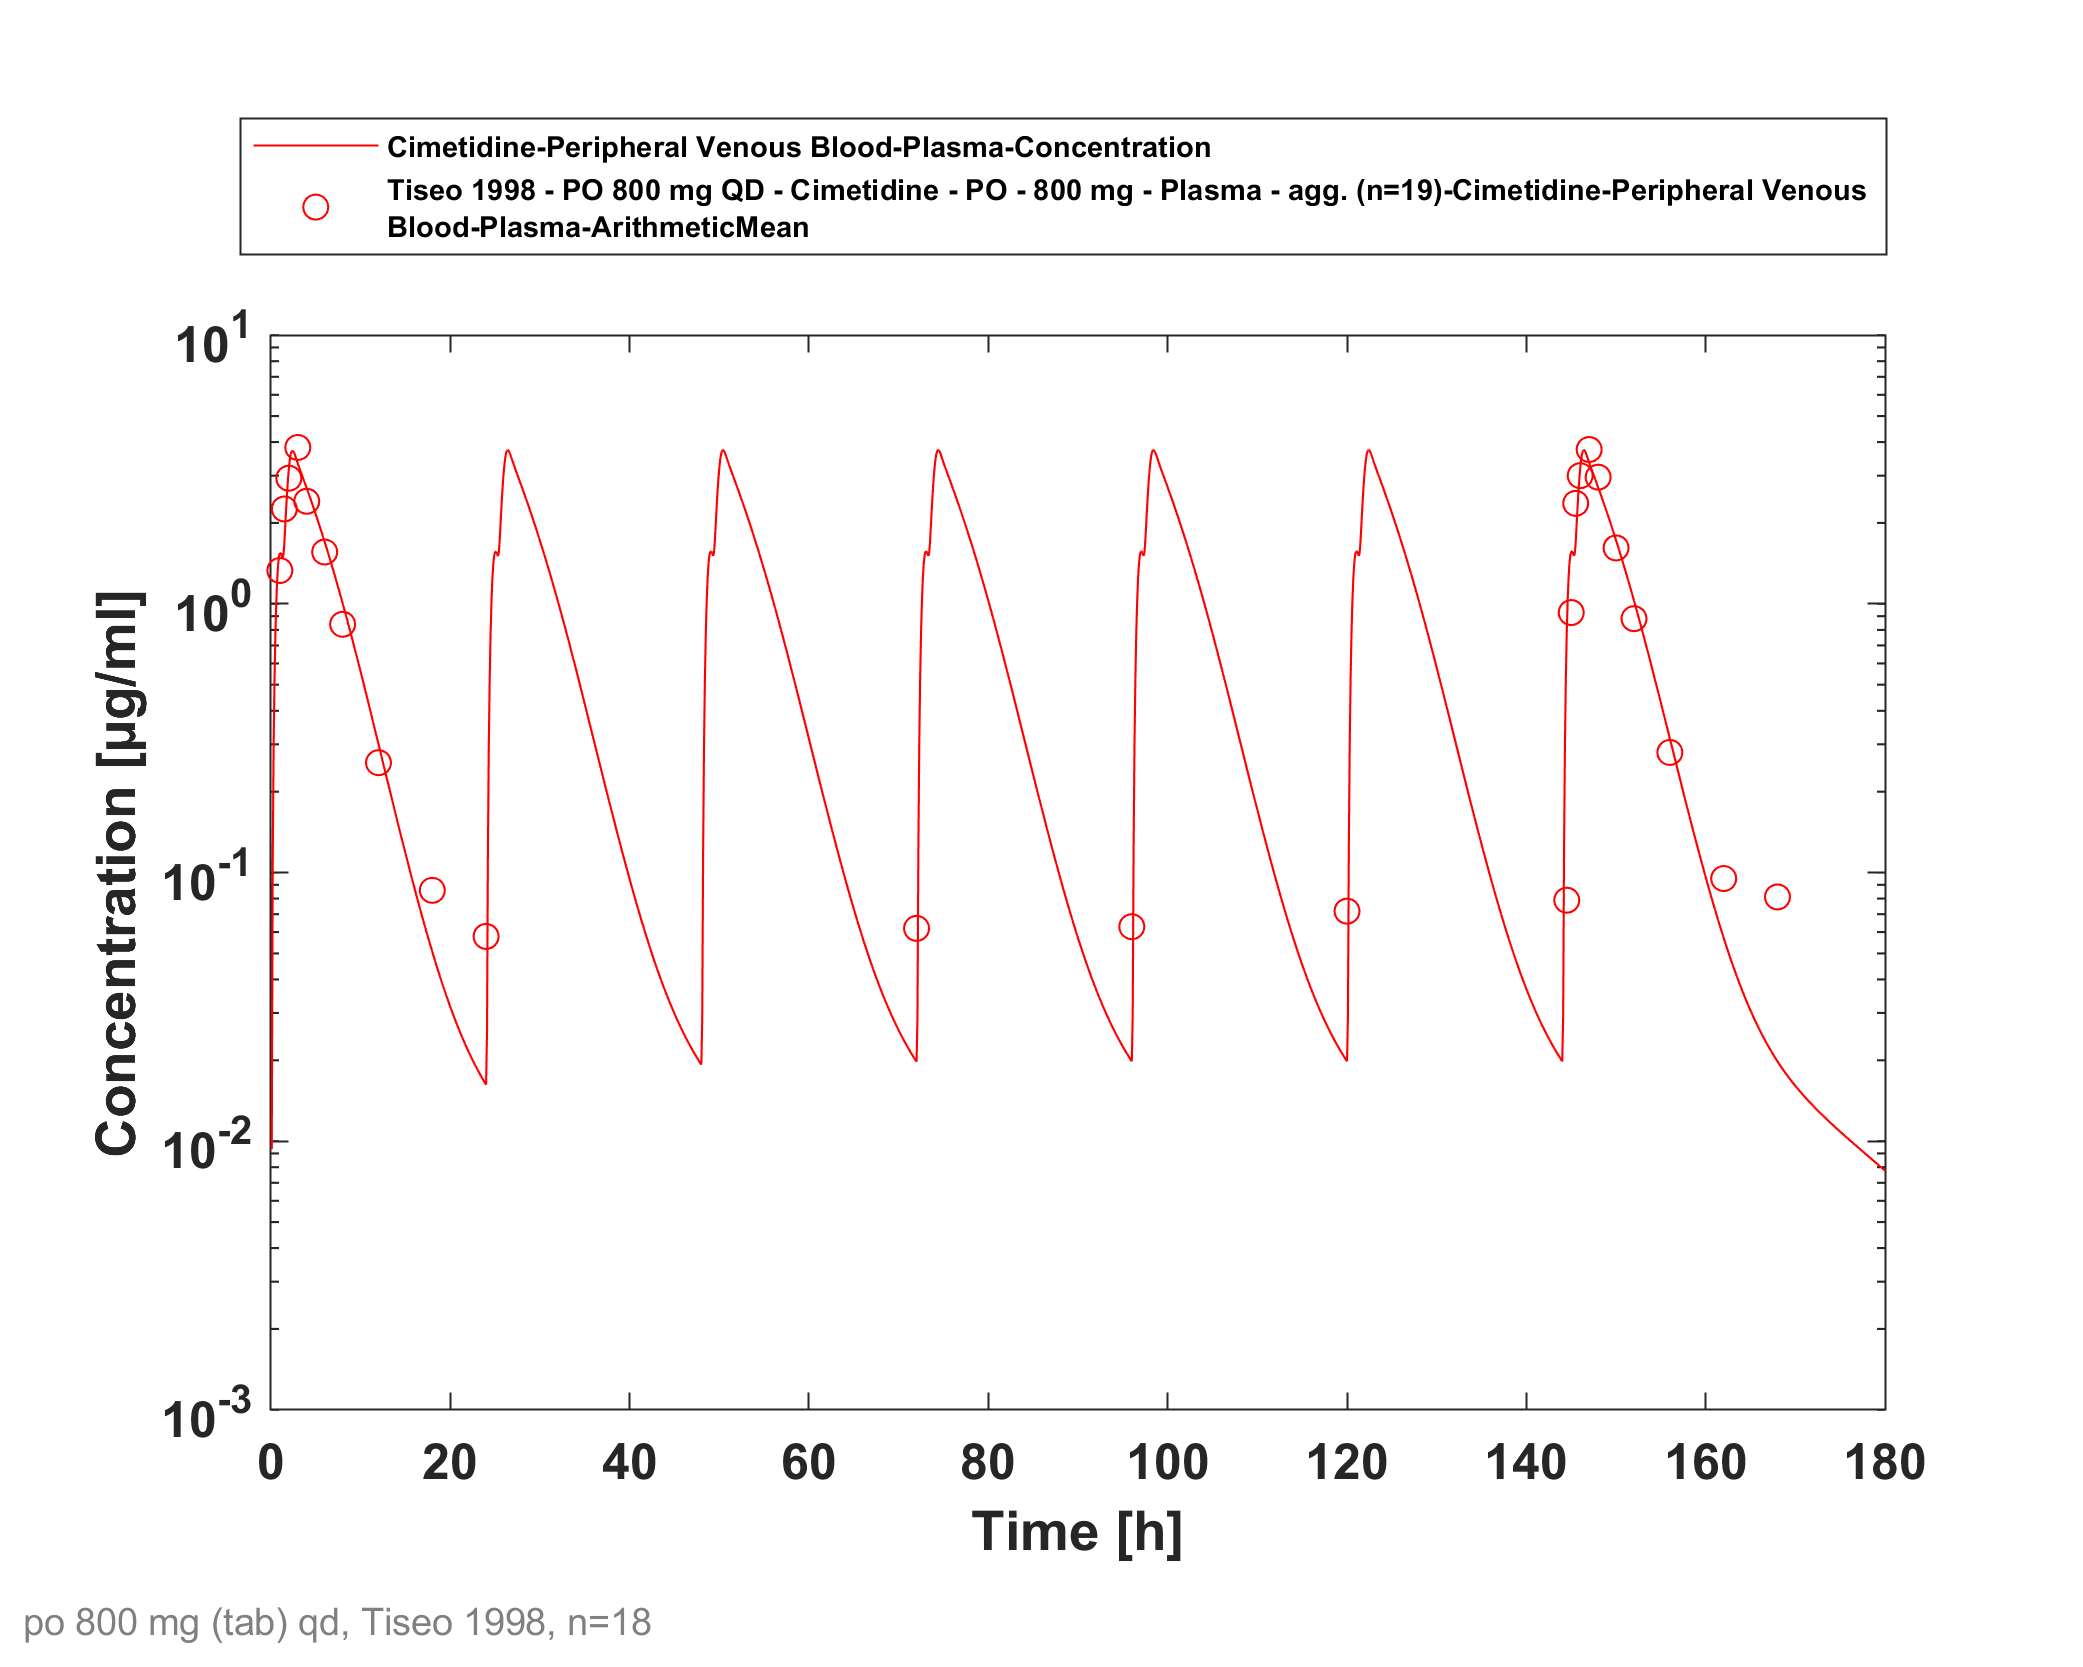 Cimetidine-Peripheral Venous Blood-Plasma-Concentration
Tiseo 1998 - PO 800 mg QD - Cimetidine - PO - 800 mg - Plasma - agg. (n=19)-Cimetidine-Peripheral Venous
Blood-Plasma-ArithmeticMean
10^1
10^0
10^-1
10^-2
10^-3
Concentration [µg/ml]
0 20 40 60 80 100 120 140 160 180
Time [h]
po 800 mg (tab) qd, Tiseo 1998, n=18